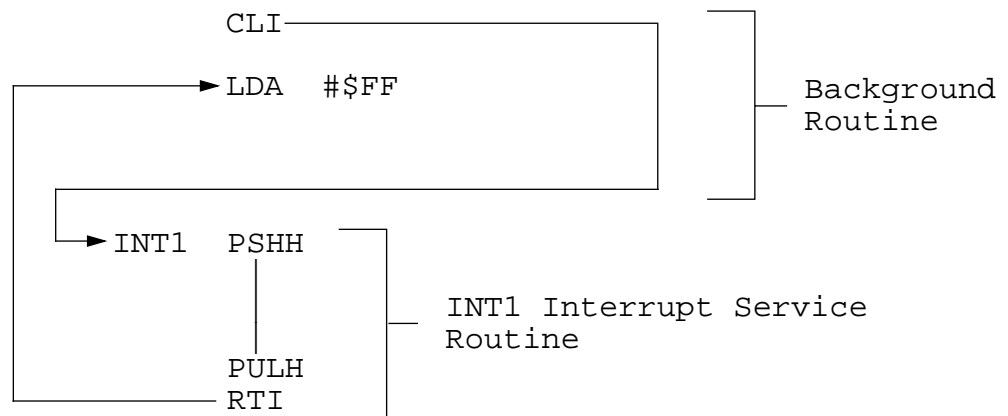 CLI
LDA #$FF
Background
Routine
INT1 PSHH
INT1 Interrupt Service
Routine
PULH
RTI